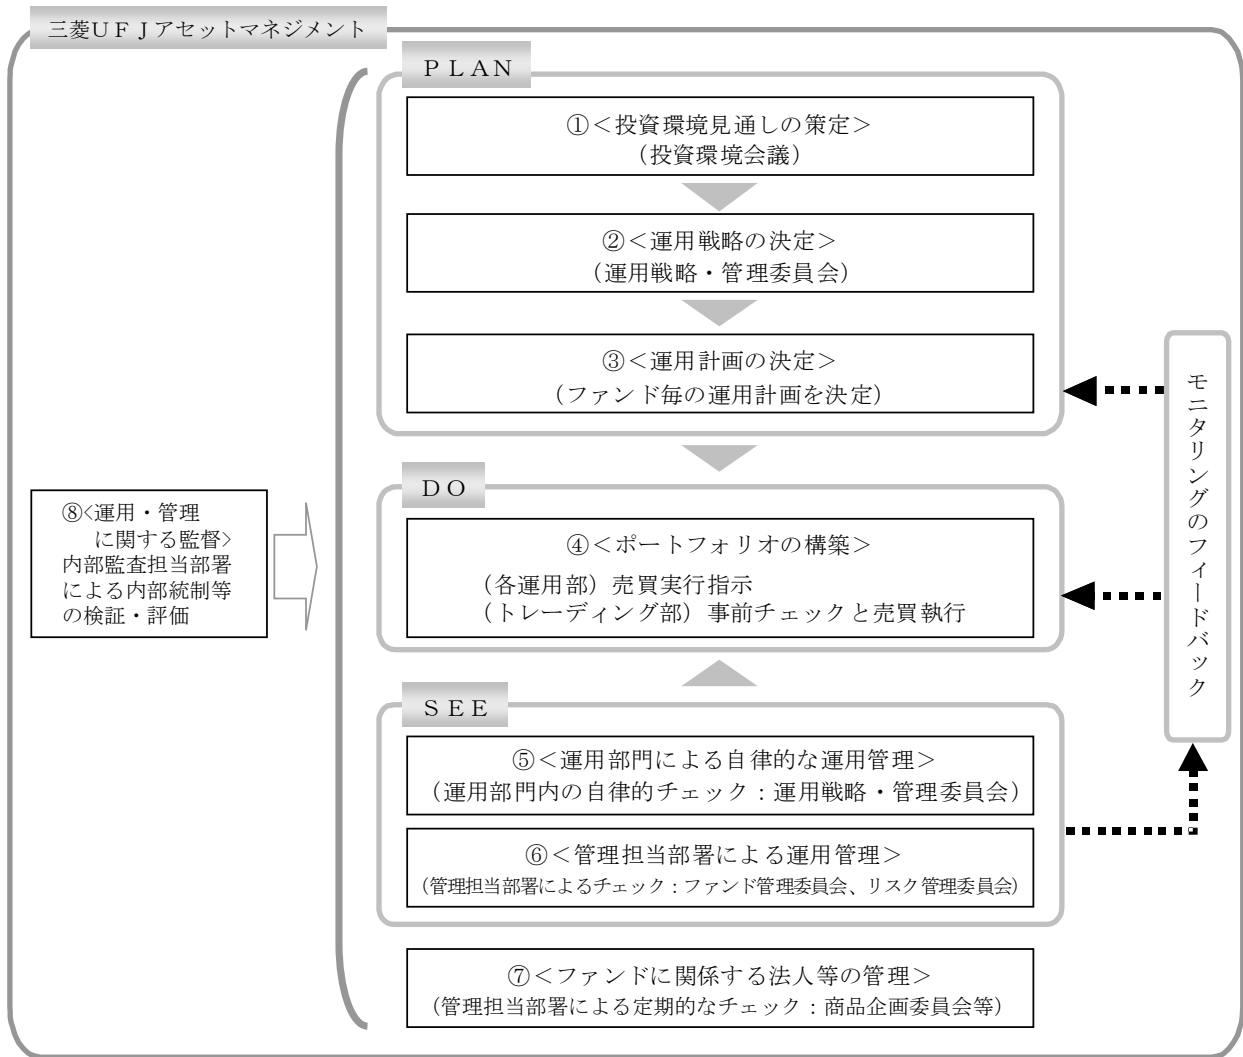 三菱ＵＦＪアセットマネジメント
ＰＬＡＮ
①＜投資環境見通しの策定＞
（投資環境会議）
②＜運用戦略の決定＞
（運用戦略・管理委員会）
③＜運用計画の決定＞
（ファンド毎の運用計画を決定）
ＤＯ
④＜ポートフォリオの構築＞
（各運用部）売買実行指示
（トレーディング部）事前チェックと売買執行
ＳＥＥ
⑤＜運用部門による自律的な運用管理＞
（運用部門内の自律的チェック：運用戦略・管理委員会）
⑥＜管理担当部署による運用管理＞
（管理担当部署によるチェック：ファンド管理委員会、リスク管理委員会）
⑦＜ファンドに関係する法人等の管理＞
（管理担当部署による定期的なチェック：商品企画委員会等）
⑧<運用・管理
に関する監督>
内部監査担当部署
による内部統制等
の検証・評価
モニタリングのフィードバック